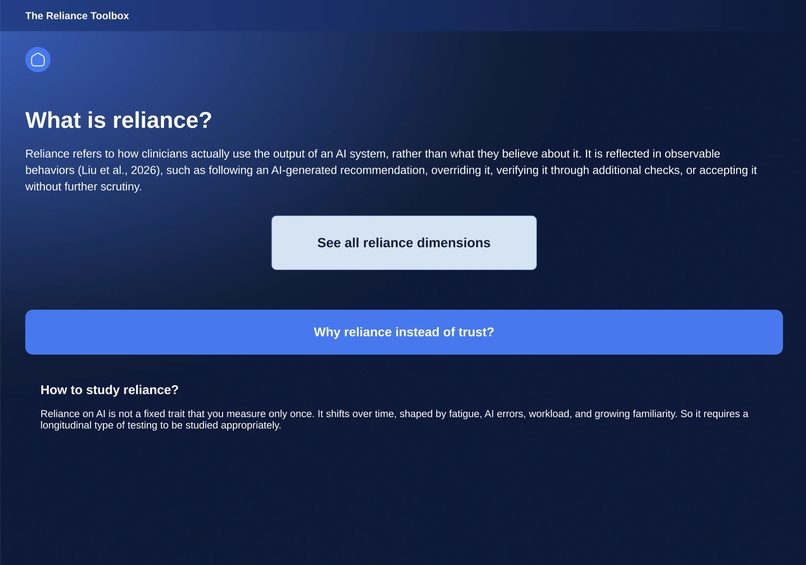 The Reliance Toolbox
What is reliance?
Reliance refers to how clinicians actually use the output of an AI system, rather than what they believe about it. It is reflected in observable
behaviors (Liu et al., 2026), such as following an AI-generated recommendation, overriding it, verifying it through additional checks, or accepting it
without further scrutiny.
See all reliance dimensions
Why reliance instead of trust?
How to study reliance?
Reliance on AI is not a fixed trait that you measure only once. It shifts over time, shaped by fatigue, AI errors, workload, and growing familiarity. So it requires a
longitudinal type of testing to be studied appropriately.